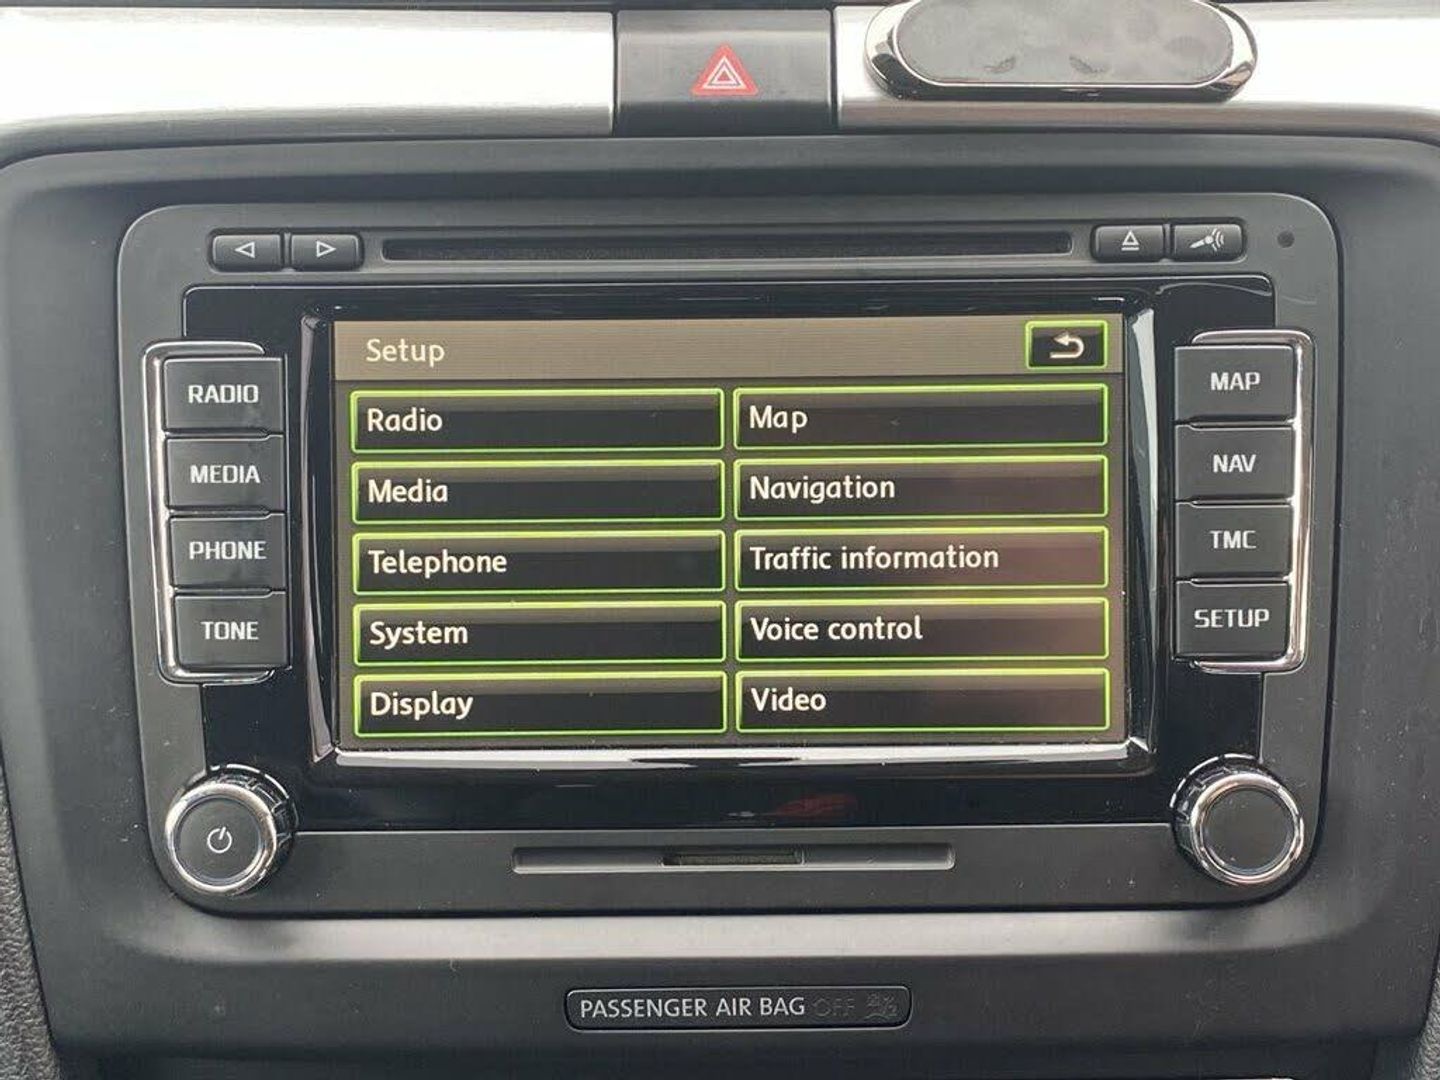 Setup
RADIO
MEDIA
PHONE
TONE
Radio
Media
Telephone
System
Display
Map
Navigation
Traffic information
Voice control
Video
MAP
NAV
TMC
SETUP
PASSENGER AIR BAG OFF